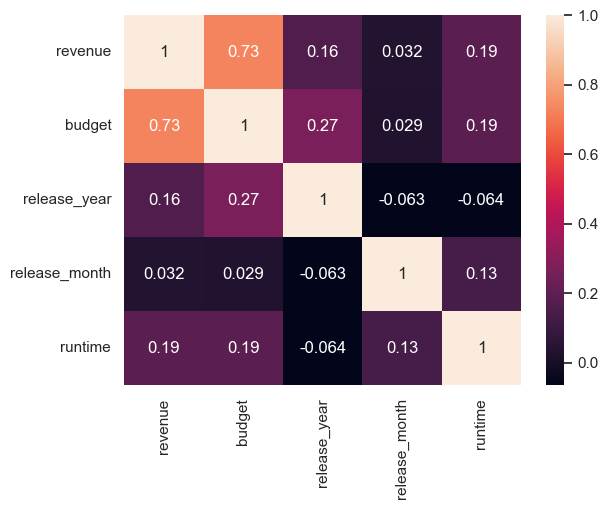 revenue 1 0.73 0.16 0.032 0.19
budget 0.73 1 0.27 0.029 0.19
release_year 0.16 0.27 1 -0.063 -0.064
release_month 0.032 0.029 -0.063 1 0.13
runtime 0.19 0.19 -0.064 0.13 1
revenue
budget
release_year
release_month
runtime
1.0
0.8
0.6
0.4
0.2
0.0